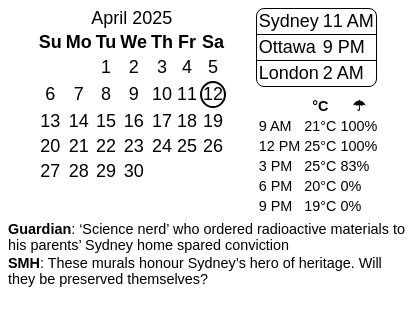 April 2025
Su Mo Tu We Th Fr Sa
1 2 3 4 5
6 7 8 9 10 11 12
13 14 15 16 17 18 19
20 21 22 23 24 25 26
27 28 29 30
Sydney 11 AM
Ottawa 9 PM
London 2 AM
°C ☂
9 AM 21°C 100%
12 PM 25°C 100%
3 PM 25°C 83%
6 PM 20°C 0%
9 PM 19°C 0%
Guardian: ‘Science nerd’ who ordered radioactive materials to
his parents’ Sydney home spared conviction
SMH: These murals honour Sydney’s hero of heritage. Will
they be preserved themselves?